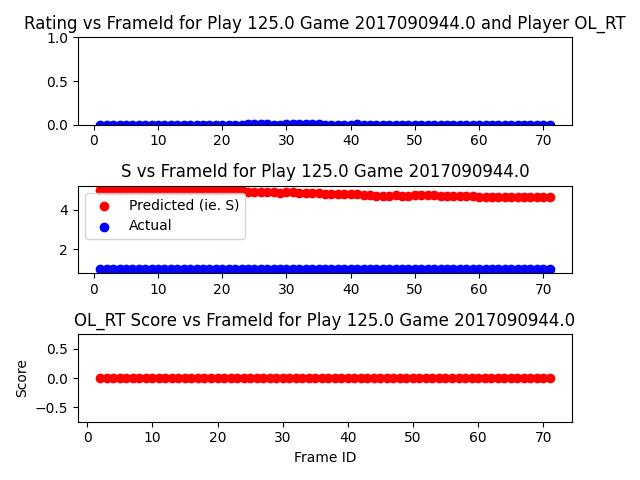 Rating vs FrameId for Play 125.0 Game 2017090944.0 and Player OL_RT
1.0
0.5
0.0
0 10 20 30 40 50 60 70
S vs FrameId for Play 125.0 Game 2017090944.0
4
2
Predicted (ie. S)
Actual
0 10 20 30 40 50 60 70
OL_RT Score vs FrameId for Play 125.0 Game 2017090944.0
Score
0.5
0.0
−0.5
0 10 20 30 40 50 60 70
Frame ID